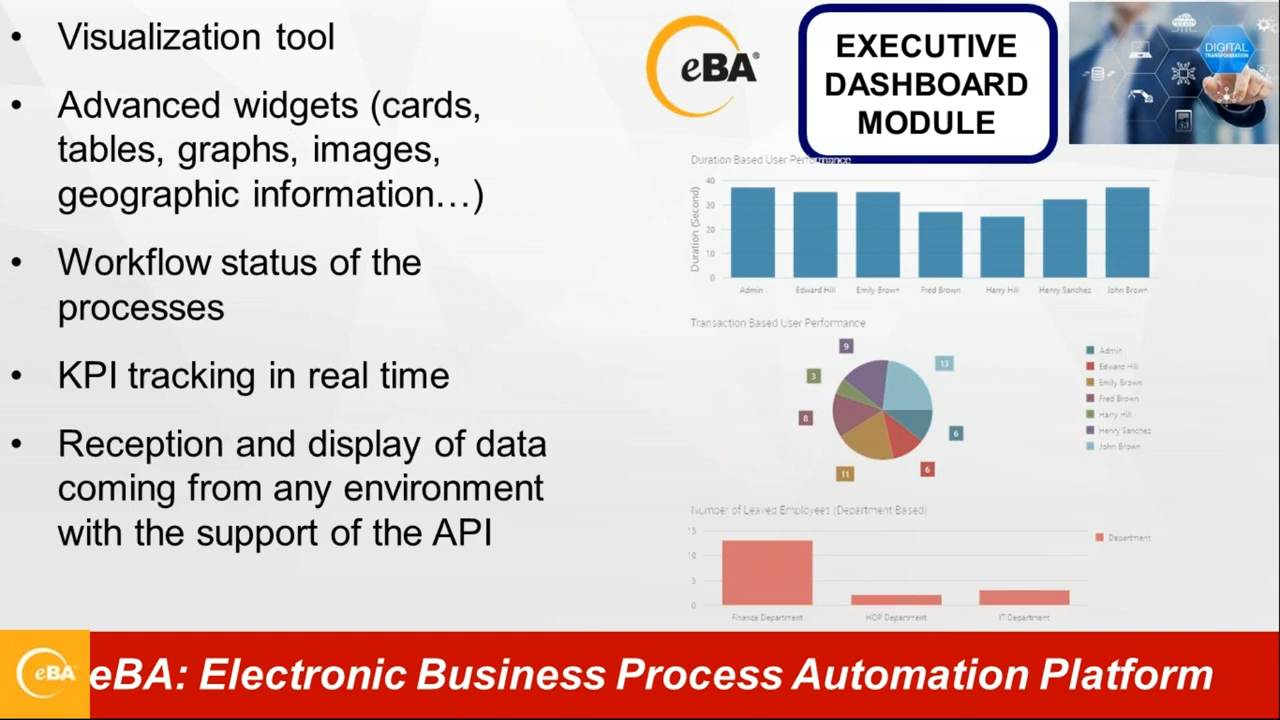 • Visualization tool
• Advanced widgets (cards,
tables, graphs, images,
geographic information…)
• Workflow status of the
processes
• KPI tracking in real time
• Reception and display of data
coming from any environment
with the support of the API
eBA®
EXECUTIVE
DASHBOARD
MODULE
DIGITAL
TRANSFORMATION
Duration Based User Performance
Duration (Second)
40
30
20
10
0
Admin Edward Hill Emily Brown Fred Brown Harry Hill Henry Sanchez John Brown
Transaction Based User Performance
9
13
3
8
6
11
6
Admin
Edward Hill
Emily Brown
Fred Brown
Harry Hill
Henry Sanchez
John Brown
Number of Leaved Employees (Department Based)
15
10
5
0
Department
Finance Department HOP Department IT Department
eBA
eBA: Electronic Business Process Automation Platform